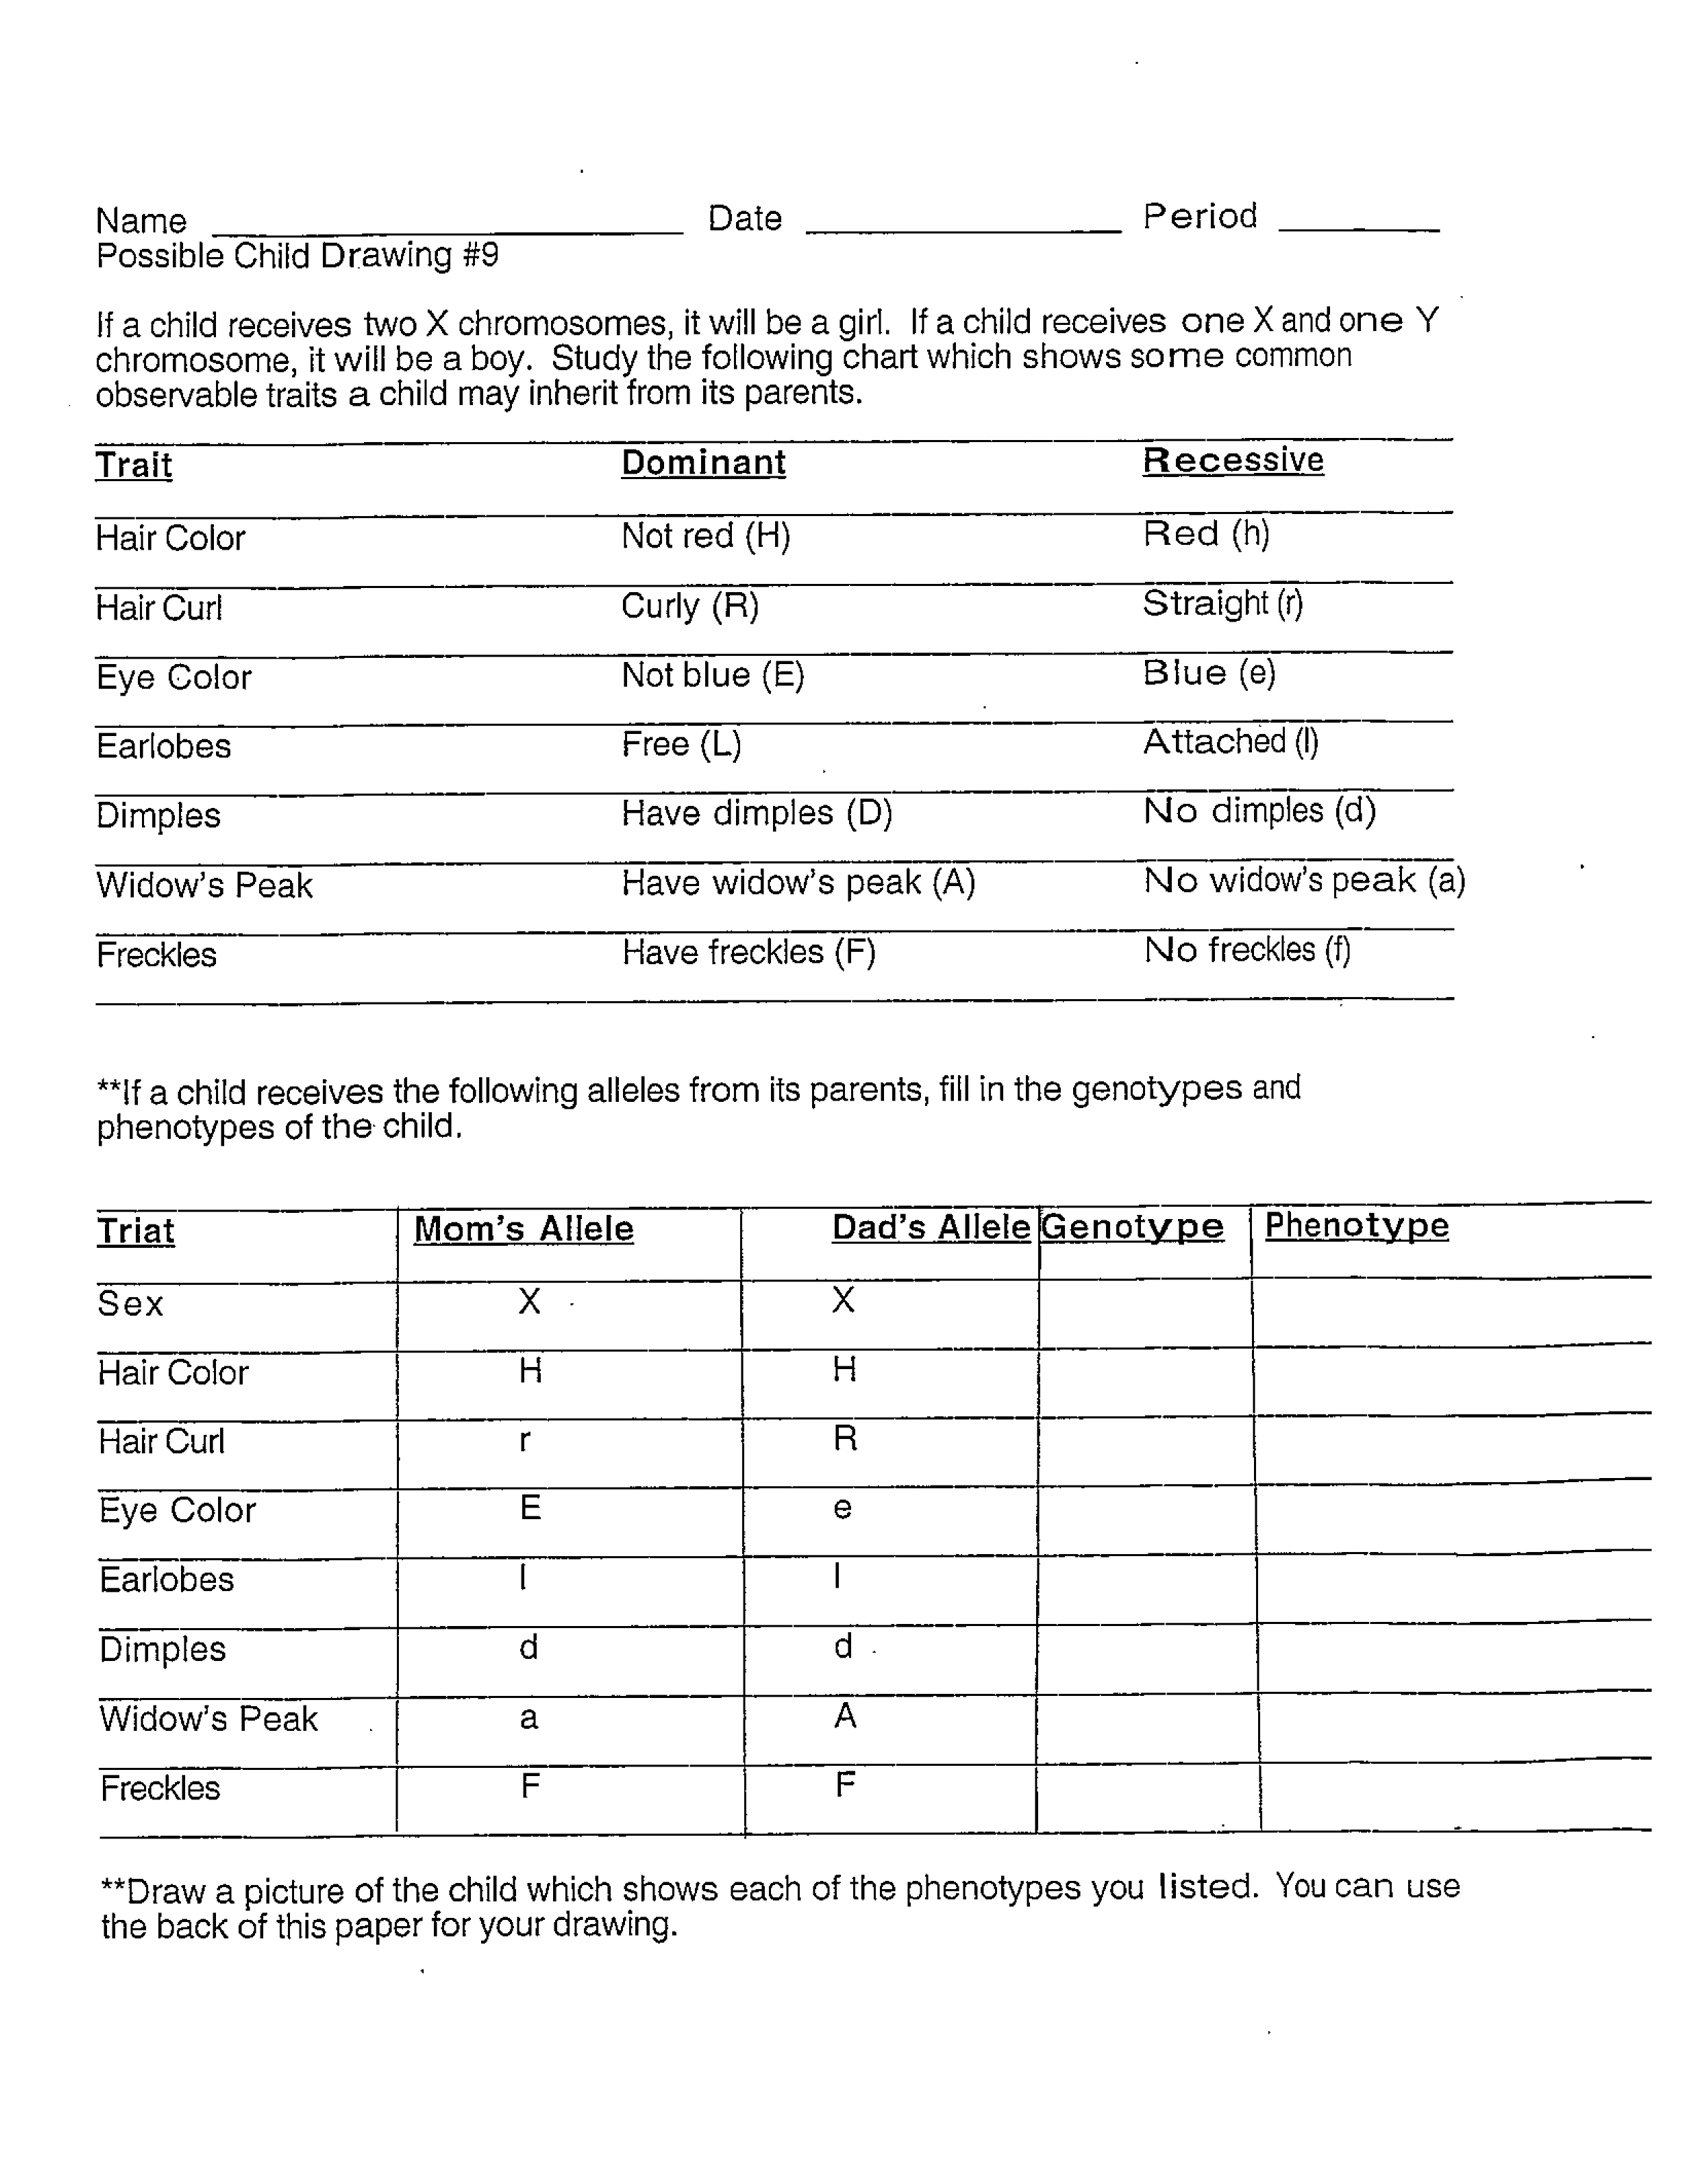 Name ____________ Date ____________ Period ______
Possible Child Drawing #9
If a child receives two X chromosomes, it will be a girl. If a child receives one X and one Y
chromosome, it will be a boy. Study the following chart which shows some common
observable traits a child may inherit from its parents.
Trait Dominant Recessive
Hair Color Not red (H) Red (h)
Hair Curl Curly (R) Straight (r)
Eye Color Not blue (E) Blue (e)
Earlobes Free (L) Attached (l)
Dimples Have dimples (D) No dimples (d)
Widow's Peak Have widow's peak (A) No widow's peak (a)
Freckles Have freckles (F) No freckles (f)
**If a child receives the following alleles from its parents, fill in the genotypes and
phenotypes of the child.
Triat Mom's Allele Dad's Allele Genotype Phenotype
Sex X X
Hair Color H H
Hair Curl r R
Eye Color E e
Earlobes l l
Dimples d d
Widow's Peak a A
Freckles F F
**Draw a picture of the child which shows each of the phenotypes you listed. You can use
the back of this paper for your drawing.